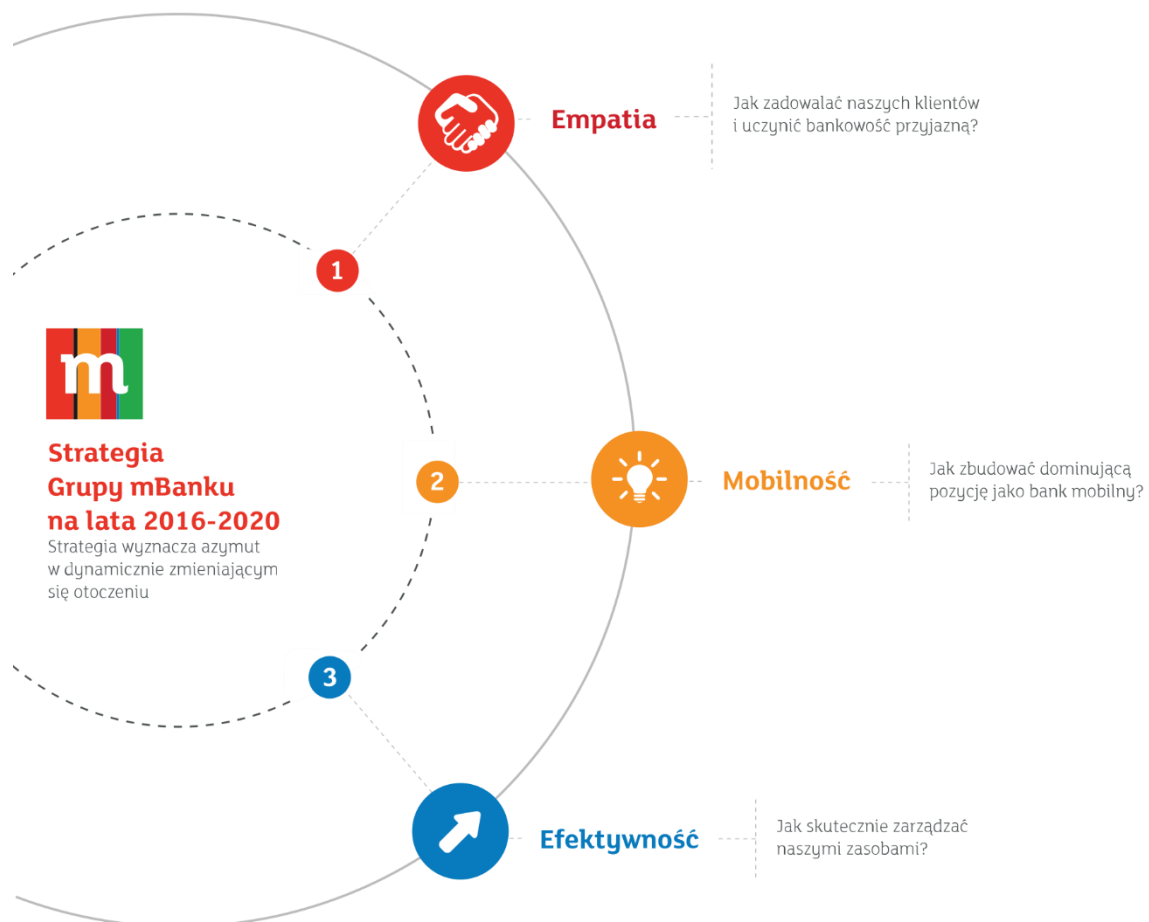 Empatia
Jak zadowalać naszych klientów
i uczynić bankowość przyjazną?
1
m
Strategia
Grupy mBanku
na lata 2016-2020
Strategia wyznacza azymut
w dynamicznie zmieniającym
się otoczeniu
2
Mobilność
Jak zbudować dominującą
pozycję jako bank mobilny?
3
Efektywność
Jak skutecznie zarządzać
naszymi zasobami?